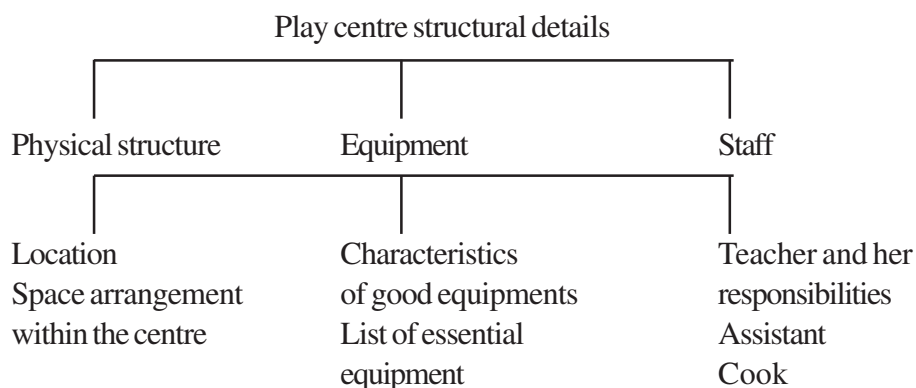 Play centre structural details
Physical structure Equipment Staff
Location Characteristics Teacher and her
Space arrangement of good equipments responsibilities
within the centre List of essential Assistant
equipment Cook